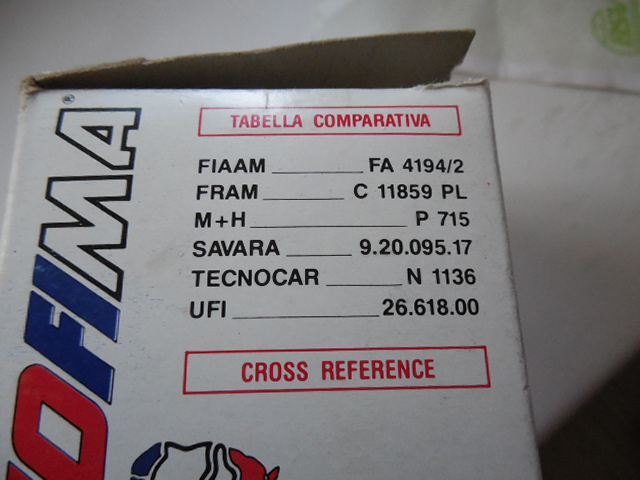 TABELLA COMPARATIVA
FIAAM FA 4194/2
FRAM C 11859 PL
M+H P 715
SAVARA 9.20.095.17
TECNOCAR N 1136
UFI 26.618.00
CROSS REFERENCE
OFIMA®